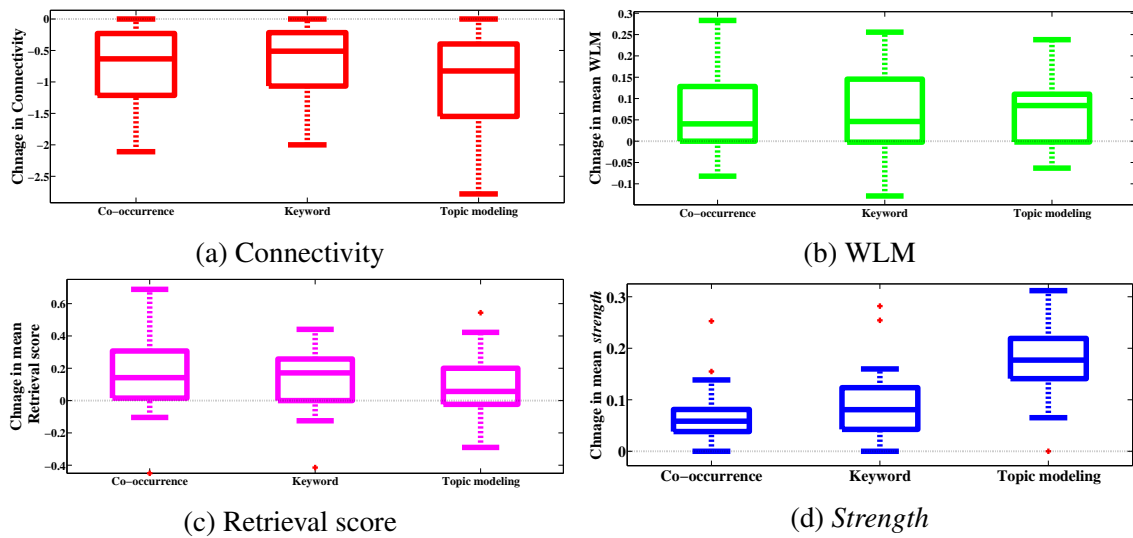 0
−0.5
−1
−1.5
−2
−2.5
Chnage in Connectivity
Co−occurrence Keyword Topic modeling
(a) Connectivity
0.3
0.25
0.2
0.15
0.1
0.05
0
−0.05
−0.1
Chnage in mean WLM
Co−occurrence Keyword Topic modeling
(b) WLM
0.6
0.4
0.2
0
−0.2
−0.4
Chnage in mean
Retrieval score
Co−occurrence Keyword Topic modeling
(c) Retrieval score
0.3
0.2
0.1
0
Chnage in mean strength
Co−occurrence Keyword Topic modeling
(d) Strength